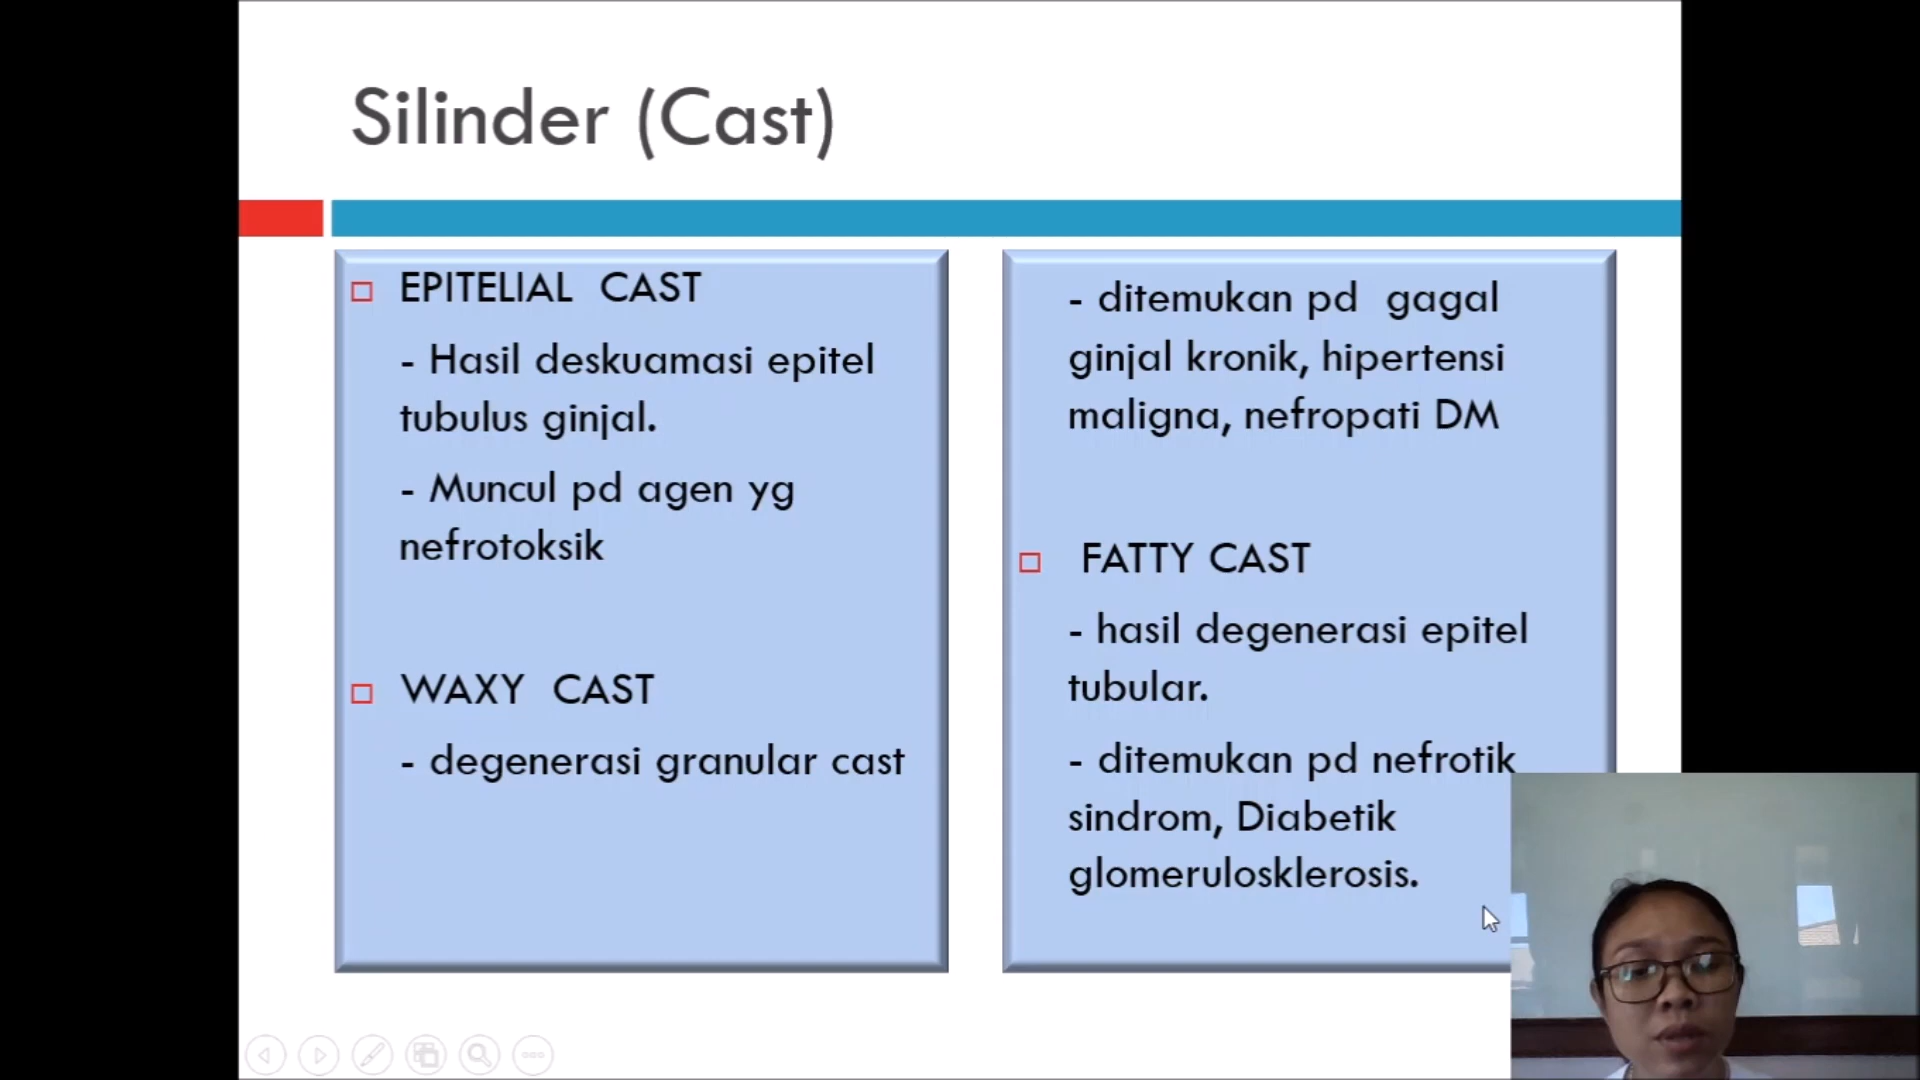 Silinder (Cast)
EPITELIAL CAST
- Hasil deskuamasi epitel
tubulus ginjal.
- Muncul pd agen yg
nefrotoksik
WAXY CAST
- degenerasi granular cast
- ditemukan pd gagal
ginjal kronik, hipertensi
maligna, nefropati DM
FATTY CAST
- hasil degenerasi epitel
tubular.
- ditemukan pd nefrotik
sindrom, Diabetik
glomerulosklerosis.